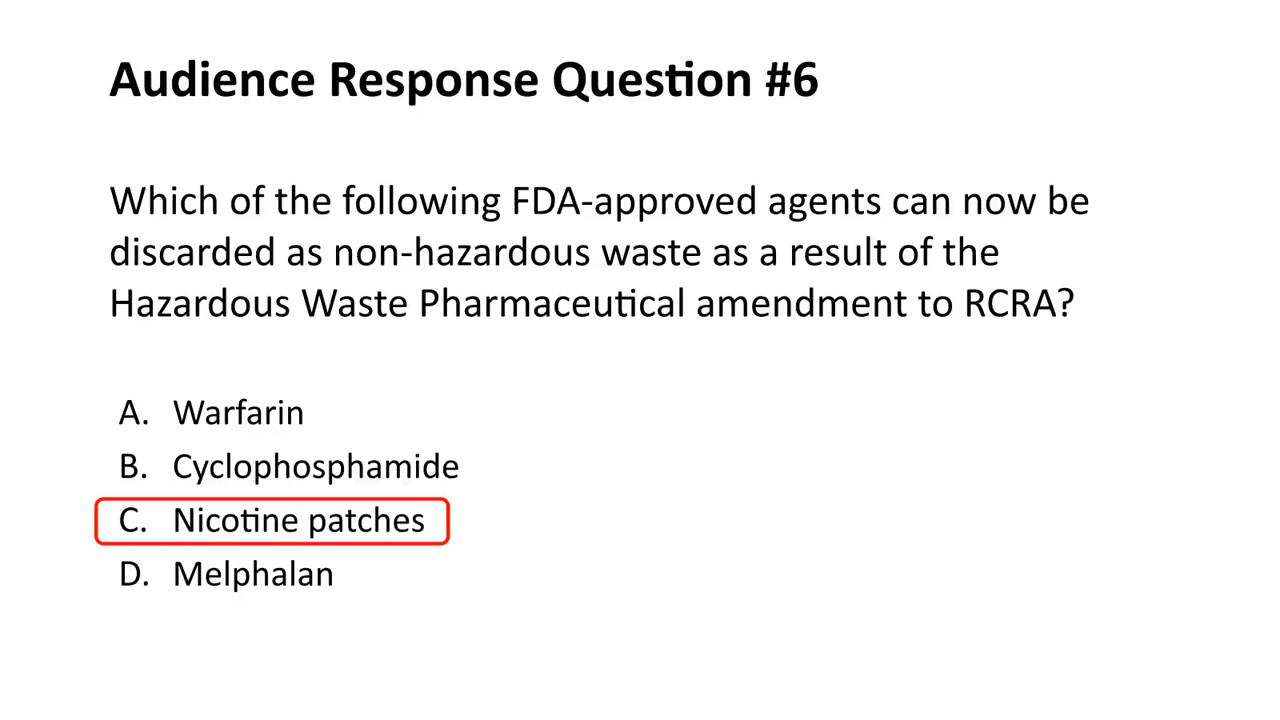 Audience Response Question #6
Which of the following FDA-approved agents can now be
discarded as non-hazardous waste as a result of the
Hazardous Waste Pharmaceutical amendment to RCRA?
A. Warfarin
B. Cyclophosphamide
C. Nicotine patches
D. Melphalan